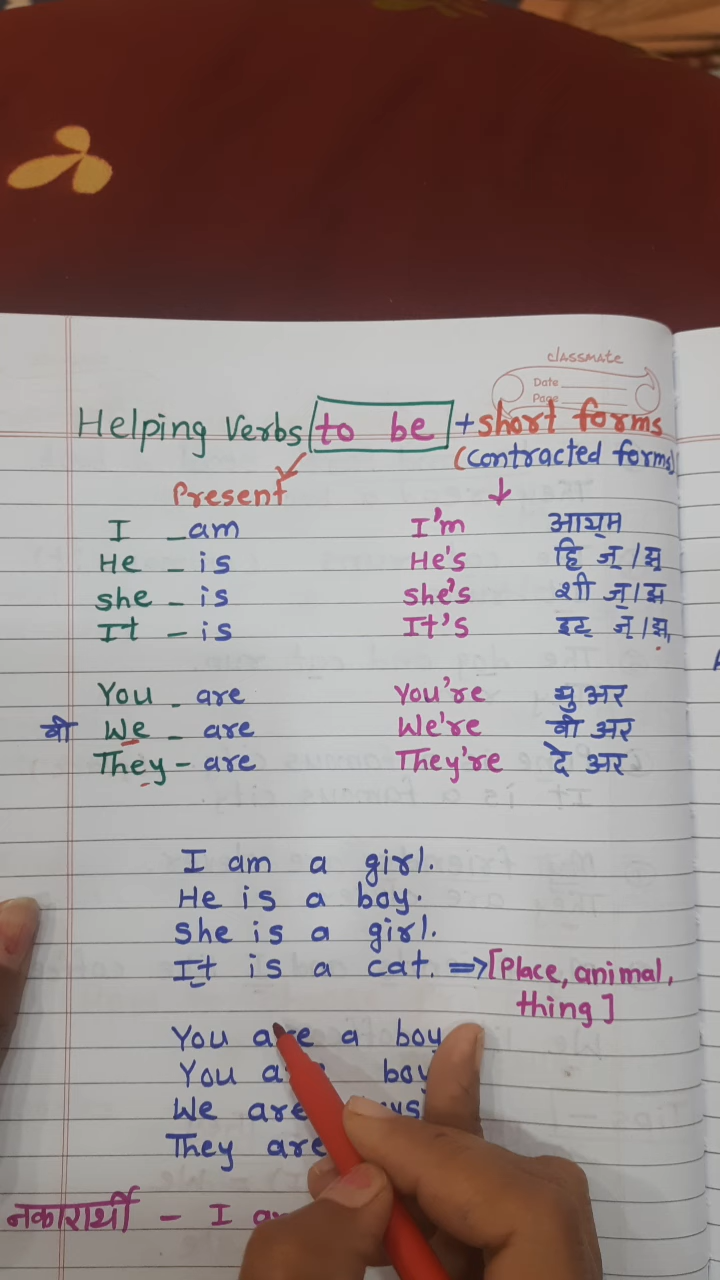 classmate
Date
Page
Helping Verbs to be + short forms
(contracted forms)
Present
I - am I'm आयम
He - is He's हि ज़्/झ्
she - is she's शी ज़्/झ
It - is It's इट ज़्/झ्
You - are You're यु अर
वी We - are We're वी अर
They - are They're दे अर
I am a girl.
He is a boy.
She is a girl.
It is a cat. ⇒ [Place, animal,
thing]
You are a boy
You
We are
They are
नकारार्थी - I